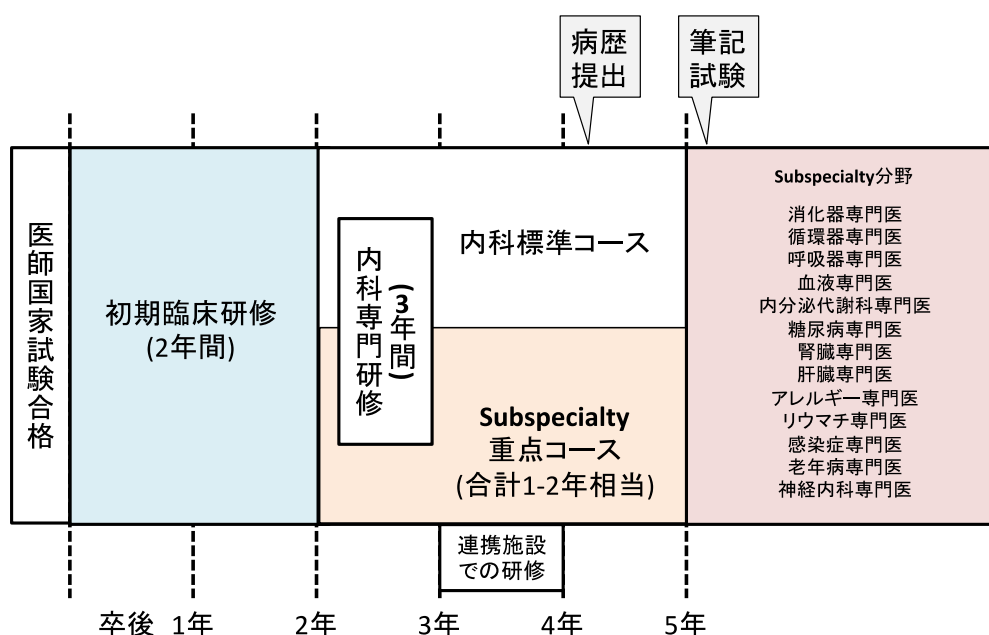 病歴
提出
筆記
試験
医師国家試験合格
初期臨床研修
(2年間)
内科専門研修
(3年間)
内科標準コース
Subspecialty
重点コース
(合計1-2年相当)
Subspecialty分野
消化器専門医
循環器専門医
呼吸器専門医
血液専門医
内分泌代謝科専門医
糖尿病専門医
腎臓専門医
肝臓専門医
アレルギー専門医
リウマチ専門医
感染症専門医
老年病専門医
神経内科専門医
連携施設
での研修
卒後 1年 2年 3年 4年 5年